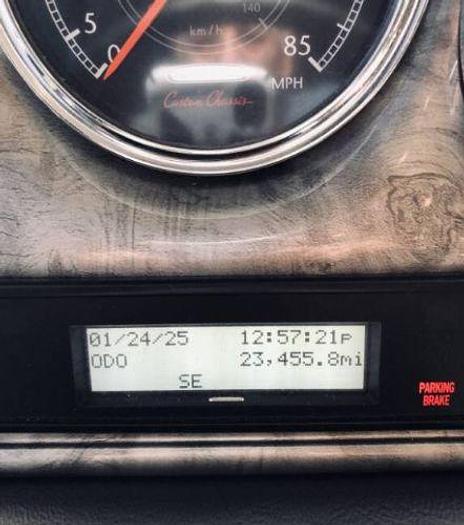 140
5
km/h
0
85
MPH
Custom Chassis
01/24/25 12:57:21P
ODO 23,455.8mi
SE
PARKING
BRAKE